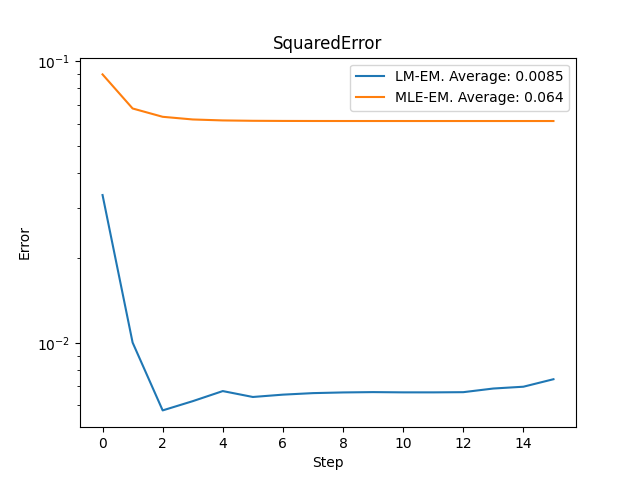 SquaredError
LM-EM. Average: 0.0085
MLE-EM. Average: 0.064
10⁻¹
10⁻²
Error
0 2 4 6 8 10 12 14
Step